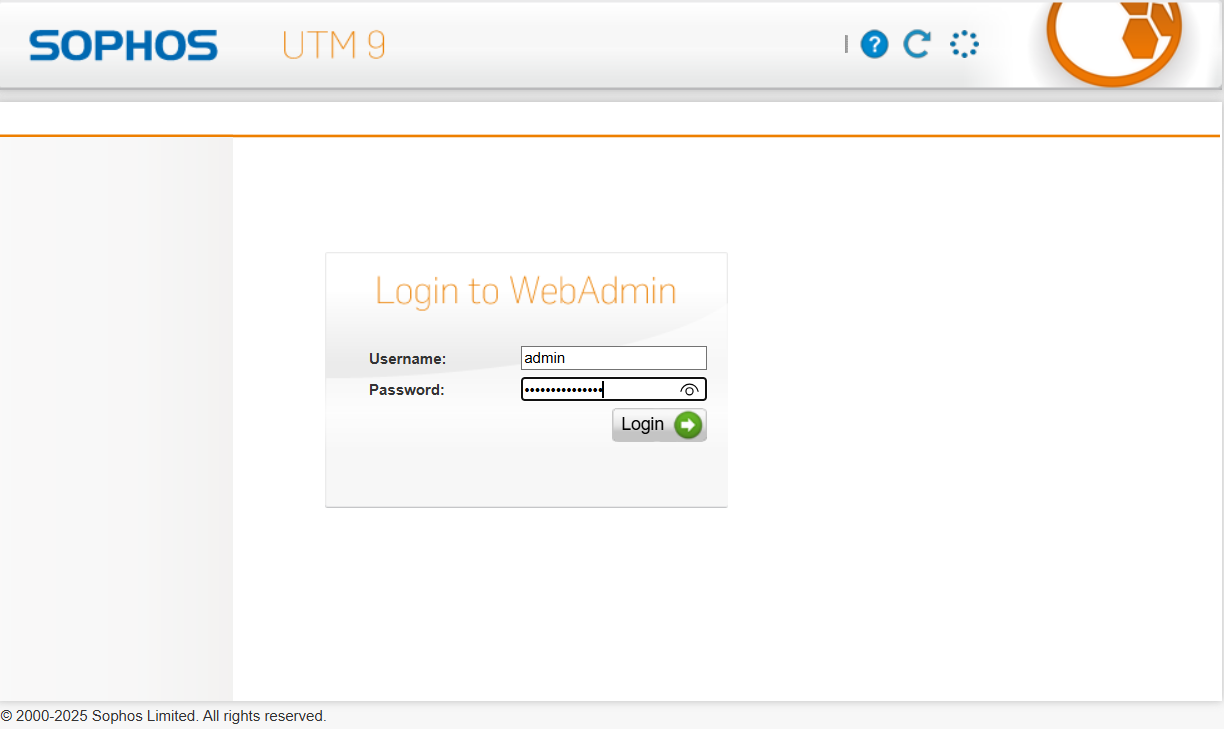 SOPHOS UTM 9 | ?
Login to WebAdmin
Username: admin
Password: •••••••••••••••
Login
© 2000-2025 Sophos Limited. All rights reserved.